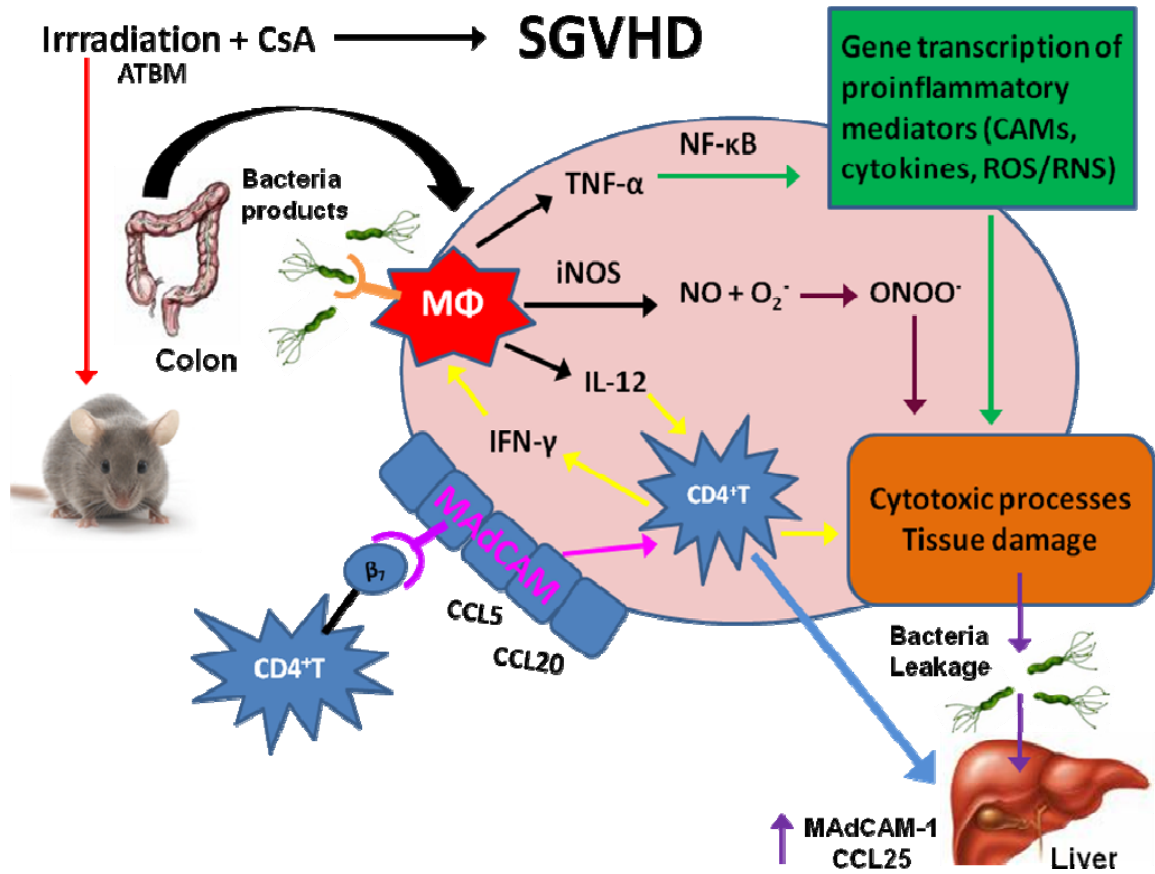 Irrradiation + CsA
SGVHD
ATBM
Gene transcription of
proinflammatory
mediators (CAMs,
cytokines, ROS/RNS)
NF-κB
TNF-α
Bacteria
products
iNOS
NO + O₂⁻
ONOO⁻
MΦ
Colon
IL-12
IFN-γ
CD4⁺T
Cytotoxic processes
Tissue damage
MAdCAM
β₇
CCL5
CCL20
CD4⁺T
Bacteria
Leakage
MAdCAM-1
CCL25
Liver